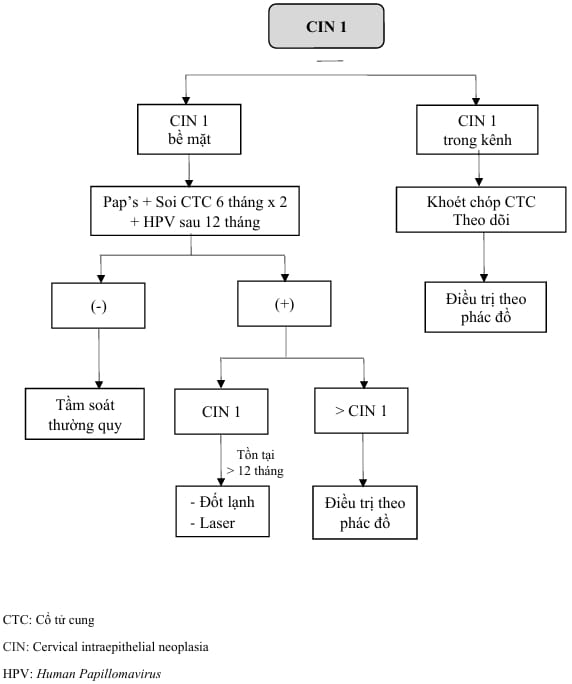 CIN 1
CIN 1
bề mặt
CIN 1
trong kênh
Pap’s + Soi CTC 6 tháng x 2
+ HPV sau 12 tháng
Khoét chóp CTC
Theo dõi
(-)
(+)
Điều trị theo
phác đồ
Tầm soát
thường quy
CIN 1
> CIN 1
Tồn tại
> 12 tháng
- Đốt lạnh
- Laser
Điều trị theo
phác đồ
CTC: Cổ tử cung
CIN: Cervical intraepithelial neoplasia
HPV: Human Papillomavirus